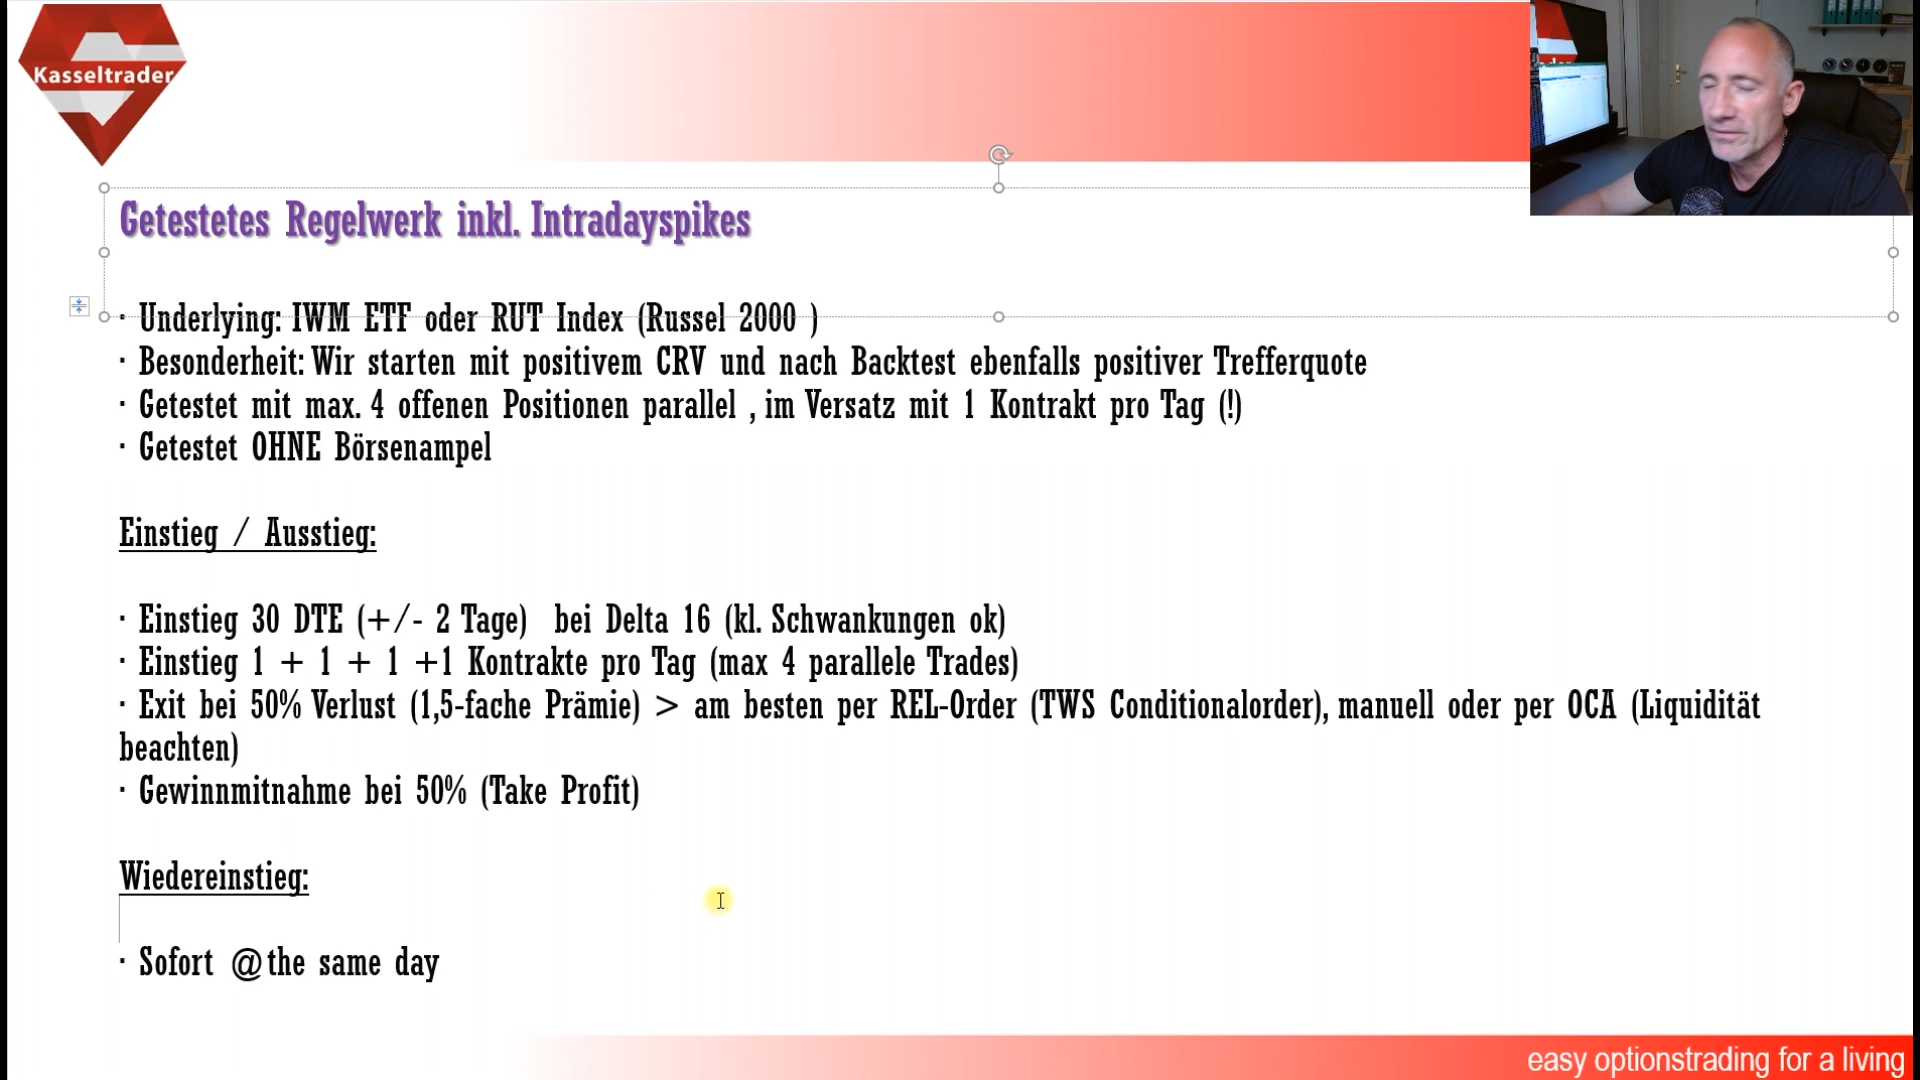 Kasseltrader
Getestetes Regelwerk inkl. Intradayspikes
· Underlying: IWM ETF oder RUT Index (Russel 2000 )
· Besonderheit: Wir starten mit positivem CRV und nach Backtest ebenfalls positiver Trefferquote
· Getestet mit max. 4 offenen Positionen parallel , im Versatz mit 1 Kontrakt pro Tag (!)
· Getestet OHNE Börsenampel
Einstieg / Ausstieg:
· Einstieg 30 DTE (+/- 2 Tage) bei Delta 16 (kl. Schwankungen ok)
· Einstieg 1 + 1 + 1 +1 Kontrakte pro Tag (max 4 parallele Trades)
· Exit bei 50% Verlust (1,5-fache Prämie) > am besten per REL-Order (TWS Conditionalorder), manuell oder per OCA (Liquidität
beachten)
· Gewinnmitnahme bei 50% (Take Profit)
Wiedereinstieg:
· Sofort @the same day
easy optionstrading for a living